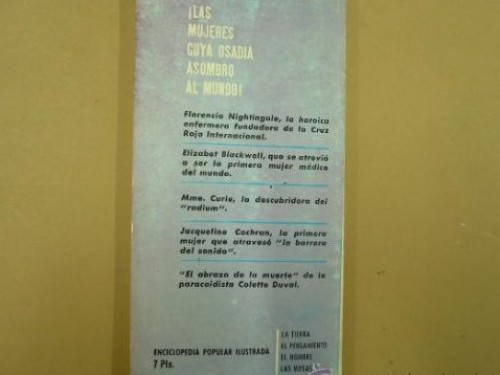 ¡LAS
MUJERES
CUYA OSADIA
ASOMBRO
AL MUNDO!
Florencia Nightingale, la heroica
enfermera fundadora de la Cruz
Roja Internacional.
Elizabet Blackwell, que se atrevió
a ser la primera mujer médico
del mundo.
Mme. Curie, la descubridora del
"radium".
Jacqueline Cochran, la primera
mujer que atravesó "la barrera
del sonido".
"El abrazo de la muerte" de la
paracaidista Colette Duval.
ENCICLOPEDIA POPULAR ILUSTRADA
7 Pts.
LA TIERRA
EL PENSAMIENTO
EL HOMBRE
LAS MUSAS